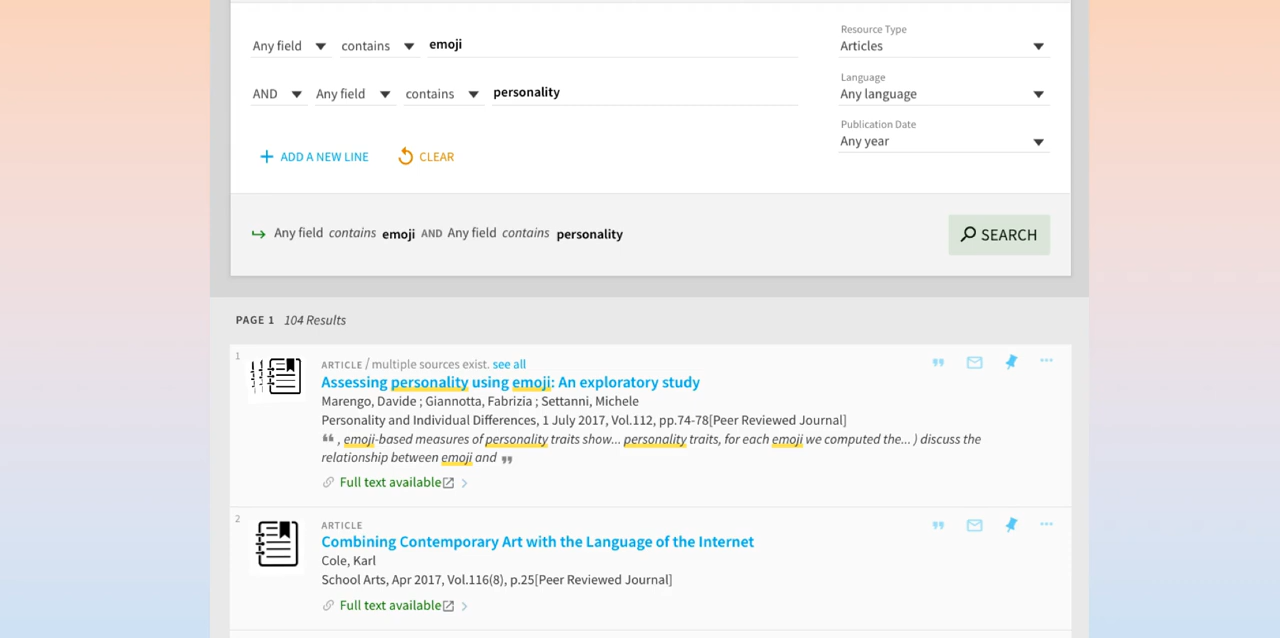 Any field contains emoji
Resource Type
Articles
AND Any field contains personality
Language
Any language
Publication Date
Any year
+ ADD A NEW LINE CLEAR
Any field contains emoji AND Any field contains personality
SEARCH
PAGE 1 104 Results
1
ARTICLE / multiple sources exist. see all
Assessing personality using emoji: An exploratory study
Marengo, Davide ; Giannotta, Fabrizia ; Settanni, Michele
Personality and Individual Differences, 1 July 2017, Vol.112, pp.74-78[Peer Reviewed Journal]
“ , emoji-based measures of personality traits show... personality traits, for each emoji we computed the... ) discuss the
relationship between emoji and ”
Full text available
2
ARTICLE
Combining Contemporary Art with the Language of the Internet
Cole, Karl
School Arts, Apr 2017, Vol.116(8), p.25[Peer Reviewed Journal]
Full text available